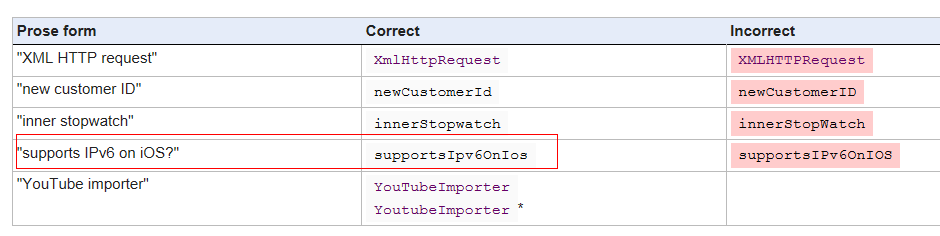 Prose form Correct Incorrect
"XML HTTP request" XmlHttpRequest XMLHTTPRequest
"new customer ID" newCustomerId newCustomerID
"inner stopwatch" innerStopwatch innerStopWatch
"supports IPv6 on iOS?" supportsIpv6OnIos supportsIPv6OnIOS
"YouTube importer" YouTubeImporter
YoutubeImporter *